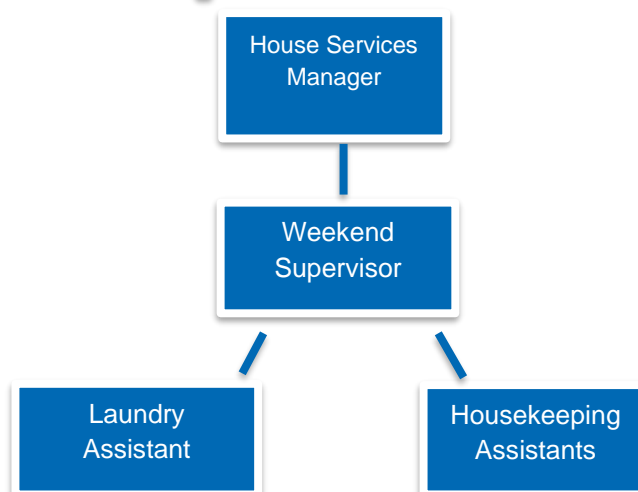 House Services
Manager
Weekend
Supervisor
Laundry
Assistant
Housekeeping
Assistants